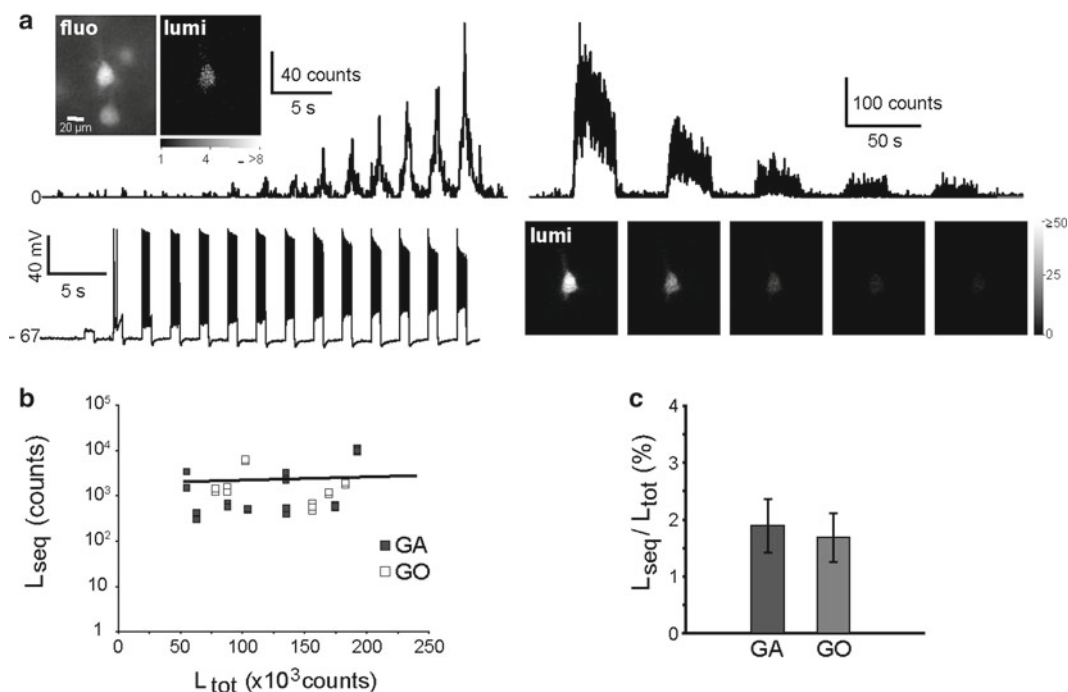 a
fluo
lumi
20 µm
1 4 >8
40 counts
5 s
100 counts
50 s
0
40 mV
5 s
- 67
lumi
≥50
25
0
b
L_seq (counts)
10⁵
10⁴
10³
10²
10
1
0 50 75 100 150 200 250
L_tot (x10³counts)
GA
GO
c
L_seq/ L_tot (%)
4
3
2
1
0
GA GO